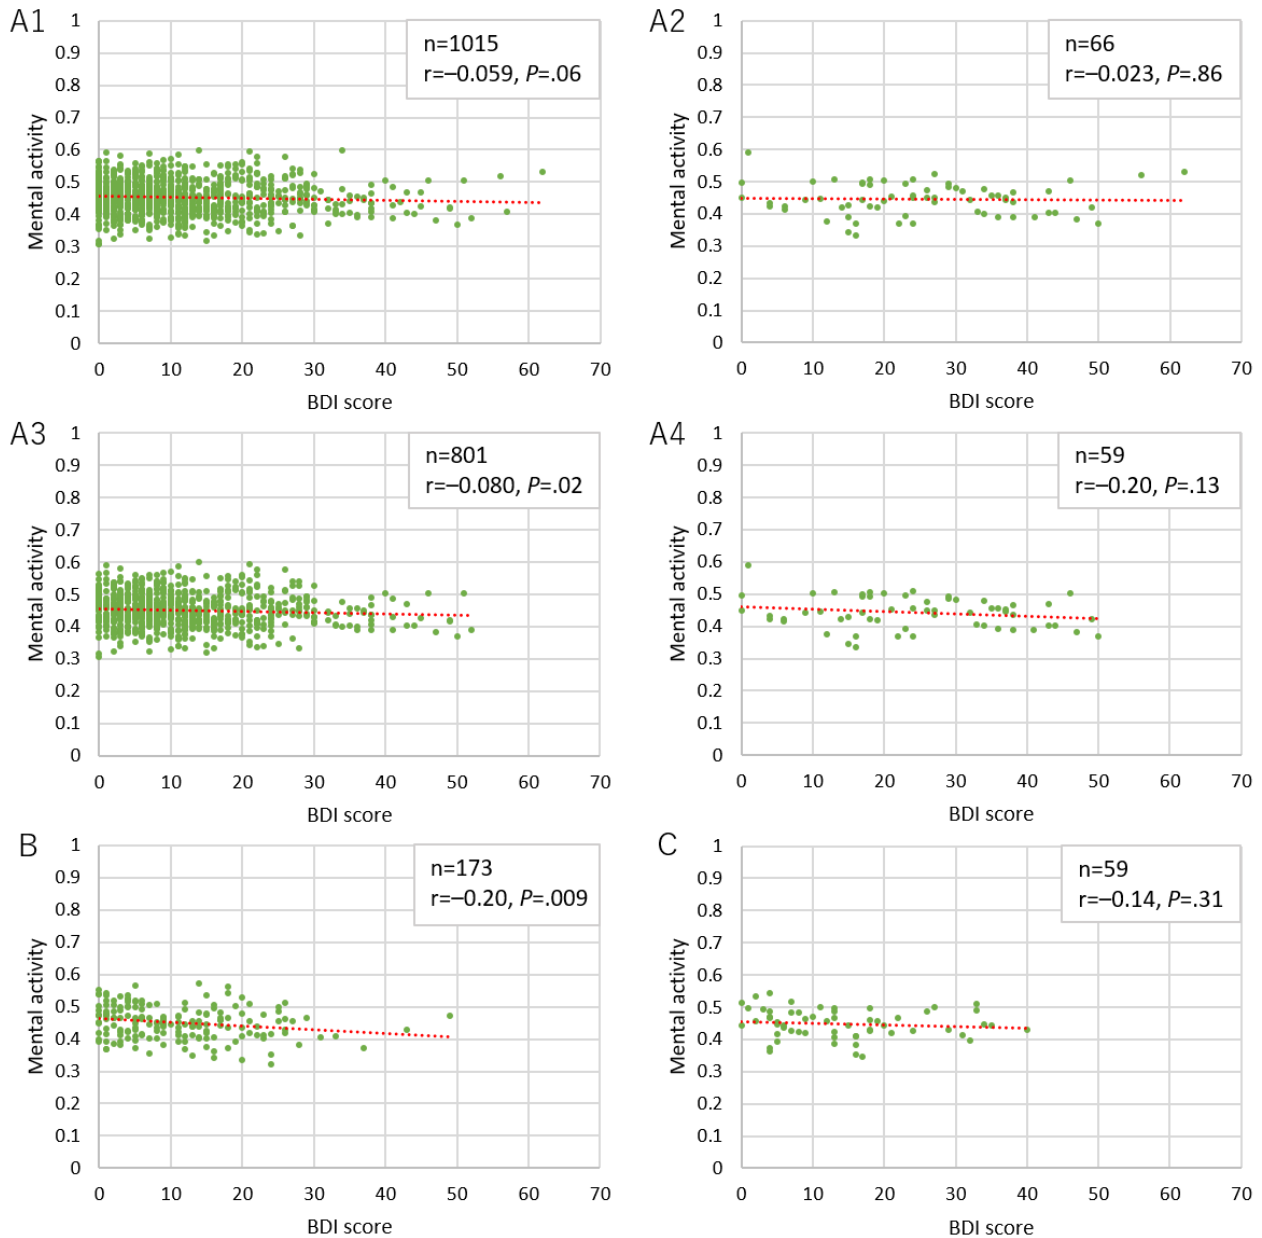 A1
n=1015
r=−0.059, P=.06
Mental activity
1
0.9
0.8
0.7
0.6
0.5
0.4
0.3
0.2
0.1
0
0 10 20 30 40 50 60 70
BDI score
A2
n=66
r=−0.023, P=.86
Mental activity
1
0.9
0.8
0.7
0.6
0.5
0.4
0.3
0.2
0.1
0
0 10 20 30 40 50 60 70
BDI score
A3
n=801
r=−0.080, P=.02
Mental activity
1
0.9
0.8
0.7
0.6
0.5
0.4
0.3
0.2
0.1
0
0 10 20 30 40 50 60 70
BDI score
A4
n=59
r=−0.20, P=.13
Mental activity
1
0.9
0.8
0.7
0.6
0.5
0.4
0.3
0.2
0.1
0
0 10 20 30 40 50 60 70
BDI score
B
n=173
r=−0.20, P=.009
Mental activity
1
0.9
0.8
0.7
0.6
0.5
0.4
0.3
0.2
0.1
0
0 10 20 30 40 50 60 70
BDI score
C
n=59
r=−0.14, P=.31
Mental activity
1
0.9
0.8
0.7
0.6
0.5
0.4
0.3
0.2
0.1
0
0 10 20 30 40 50 60 70
BDI score